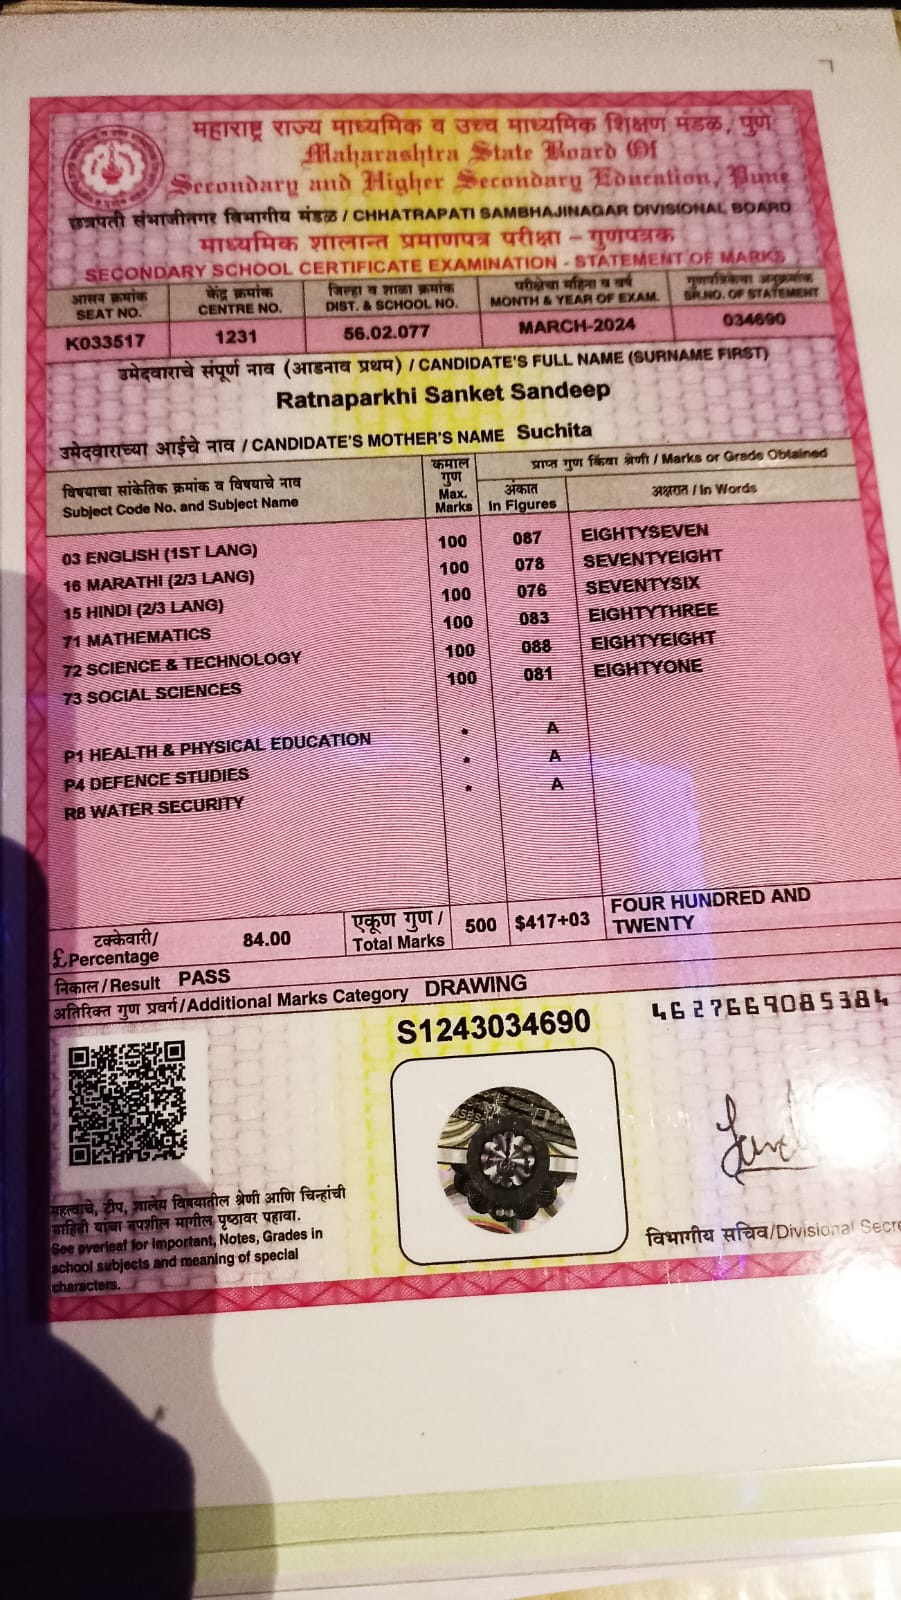 महाराष्ट्र राज्य माध्यमिक व उच्च माध्यमिक शिक्षण मंडळ, पुणे
Maharashtra State Board Of
Secondary and Higher Secondary Education, Pune
छत्रपती संभाजीनगर विभागीय मंडळ / CHHATRAPATI SAMBHAJINAGAR DIVISIONAL BOARD
माध्यमिक शालान्त प्रमाणपत्र परीक्षा – गुणपत्रक
SECONDARY SCHOOL CERTIFICATE EXAMINATION - STATEMENT OF MARKS
आसन क्रमांक केंद्र क्रमांक जिल्हा व शाळा क्रमांक परीक्षेचा महिना व वर्ष गुणपत्रिकेचा अनुक्रमांक
SEAT NO. CENTRE NO. DIST. & SCHOOL NO. MONTH & YEAR OF EXAM. SR.NO. OF STATEMENT
K033517 1231 56.02.077 MARCH-2024 034690
उमेदवाराचे संपूर्ण नाव (आडनाव प्रथम) / CANDIDATE'S FULL NAME (SURNAME FIRST)
Ratnaparkhi Sanket Sandeep
उमेदवाराच्या आईचे नाव / CANDIDATE'S MOTHER'S NAME Suchita
विषयाचा सांकेतिक क्रमांक व विषयाचे नाव
Subject Code No. and Subject Name
कमाल
गुण
Max.
Marks
प्राप्त गुण किंवा श्रेणी / Marks or Grade Obtained
अंकात
In Figures
अक्षरात / In Words
03 ENGLISH (1ST LANG) 100 087 EIGHTYSEVEN
16 MARATHI (2/3 LANG) 100 078 SEVENTYEIGHT
15 HINDI (2/3 LANG) 100 076 SEVENTYSIX
71 MATHEMATICS 100 083 EIGHTYTHREE
72 SCIENCE & TECHNOLOGY 100 088 EIGHTYEIGHT
73 SOCIAL SCIENCES 100 081 EIGHTYONE
P1 HEALTH & PHYSICAL EDUCATION * A
P4 DEFENCE STUDIES * A
R8 WATER SECURITY * A
टक्केवारी/
£ Percentage 84.00
एकूण गुण /
Total Marks 500 $417+03
FOUR HUNDRED AND
TWENTY
निकाल/Result PASS
अतिरिक्त गुण प्रवर्ग/Additional Marks Category DRAWING
S1243034690
4627669085384
महत्वाचे, टीप, शालेय विषयातील श्रेणी आणि चिन्हांची
माहिती यांचा तपशील मागील पृष्ठावर पहावा.
See overleaf for Important, Notes, Grades in
school subjects and meaning of special
characters.
विभागीय सचिव/Divisional Secre